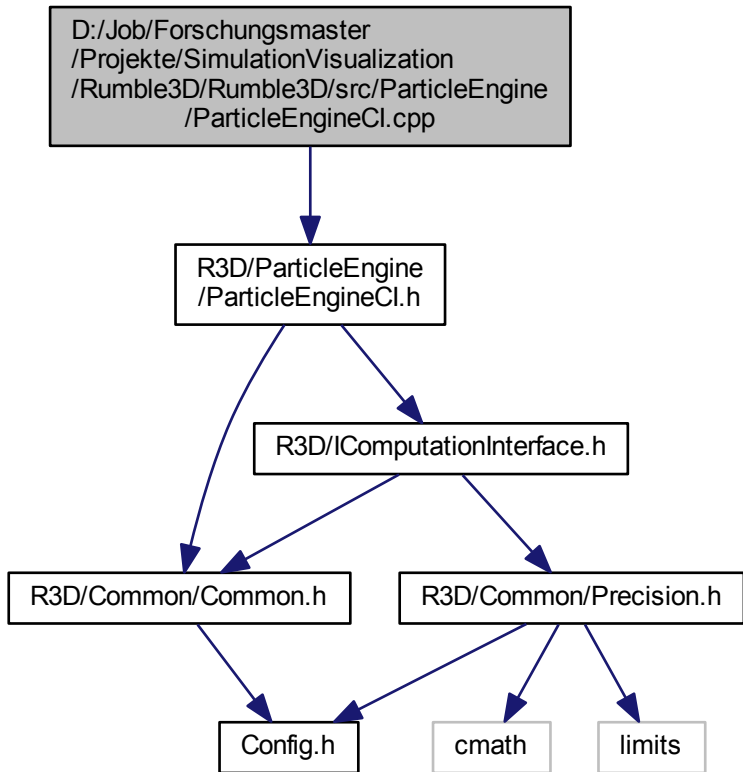 D:/Job/Forschungsmaster
/Projekte/SimulationVisualization
/Rumble3D/Rumble3D/src/ParticleEngine
/ParticleEngineCI.cpp
R3D/ParticleEngine
/ParticleEngineCI.h
R3D/IComputationInterface.h
R3D/Common/Common.h
R3D/Common/Precision.h
Config.h
cmath
limits